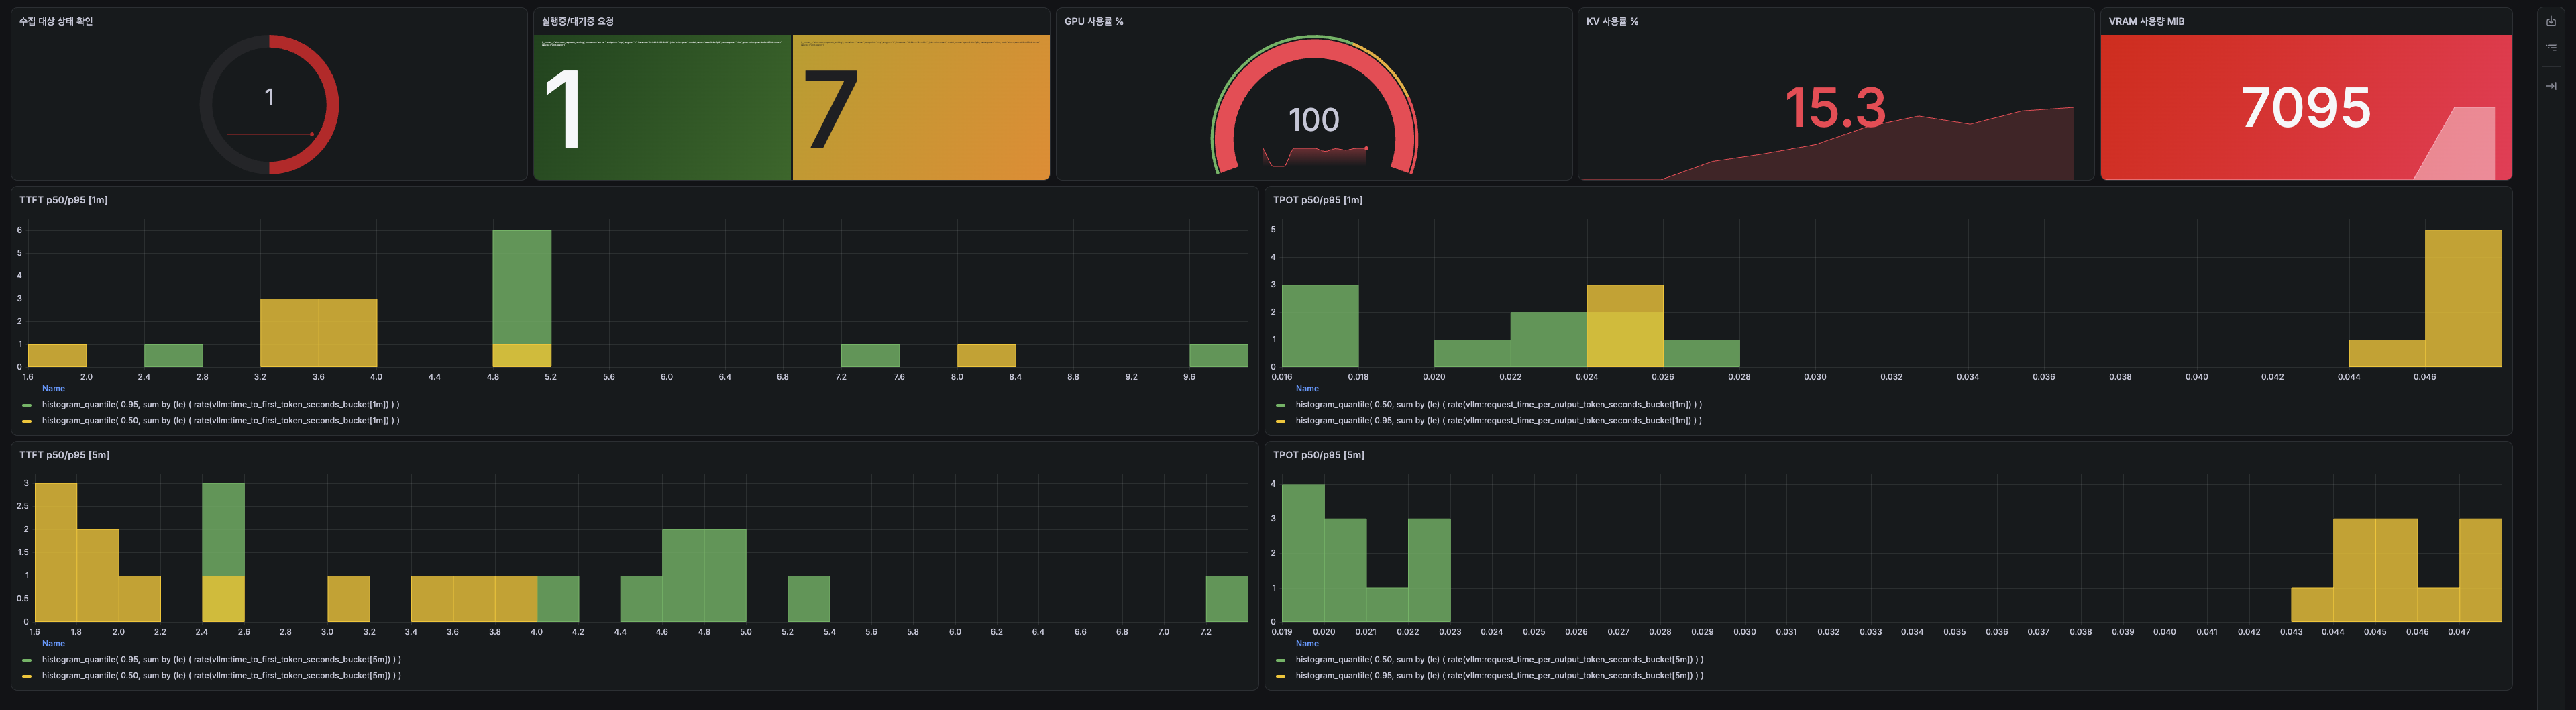 수집 대상 상태 확인
1
실행중/대기중 요청
1
7
GPU 사용률 %
100
KV 사용률 %
15.3
VRAM 사용량 MiB
7095
TTFT p50/p95 [1m]
6
5
4
3
2
1
0
1.6 2.0 2.4 2.8 3.2 3.6 4.0 4.4 4.8 5.2 5.6 6.0 6.4 6.8 7.2 7.6 8.0 8.4 8.8 9.2 9.6
Name
histogram_quantile( 0.95, sum by (le) ( rate(vllm:time_to_first_token_seconds_bucket[1m]) ) )
histogram_quantile( 0.50, sum by (le) ( rate(vllm:time_to_first_token_seconds_bucket[1m]) ) )
TPOT p50/p95 [1m]
5
4
3
2
1
0
0.016 0.018 0.020 0.022 0.024 0.026 0.028 0.030 0.032 0.034 0.036 0.038 0.040 0.042 0.044 0.046
Name
histogram_quantile( 0.50, sum by (le) ( rate(vllm:request_time_per_output_token_seconds_bucket[1m]) ) )
histogram_quantile( 0.95, sum by (le) ( rate(vllm:request_time_per_output_token_seconds_bucket[1m]) ) )
TTFT p50/p95 [5m]
3
2.5
2
1.5
1
0.5
0
1.6 1.8 2.0 2.2 2.4 2.6 2.8 3.0 3.2 3.4 3.6 3.8 4.0 4.2 4.4 4.6 4.8 5.0 5.2 5.4 5.6 5.8 6.0 6.2 6.4 6.6 6.8 7.0 7.2
Name
histogram_quantile( 0.95, sum by (le) ( rate(vllm:time_to_first_token_seconds_bucket[5m]) ) )
histogram_quantile( 0.50, sum by (le) ( rate(vllm:time_to_first_token_seconds_bucket[5m]) ) )
TPOT p50/p95 [5m]
4
3
2
1
0
0.019 0.020 0.021 0.022 0.023 0.024 0.025 0.026 0.027 0.028 0.029 0.030 0.031 0.032 0.033 0.034 0.035 0.036 0.037 0.038 0.039 0.040 0.041 0.042 0.043 0.044 0.045 0.046 0.047
Name
histogram_quantile( 0.50, sum by (le) ( rate(vllm:request_time_per_output_token_seconds_bucket[5m]) ) )
histogram_quantile( 0.95, sum by (le) ( rate(vllm:request_time_per_output_token_seconds_bucket[5m]) ) )